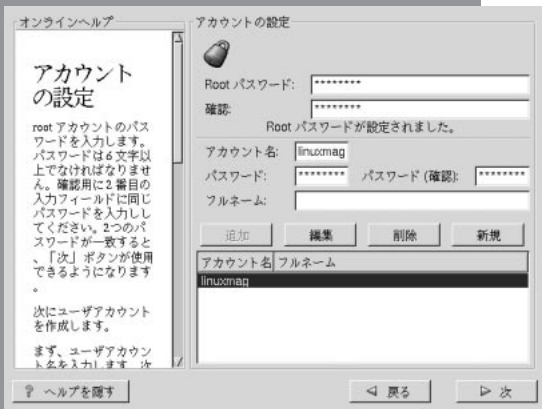 オンラインヘルプ
アカウント
の設定
root アカウントのパス
ワードを入力します。
パスワードは6文字以
上でなければなりませ
ん。確認用に2番目の
入力フィールドに同じ
パスワードを入力しし
てください。2つのパ
スワードが一致すると
、「次」ボタンが使用
できるようになります
。
次にユーザアカウント
を作成します。
まず、ユーザアカウン
ト名を入力します 次
アカウントの設定
Root パスワード: ********
確認: ********
Root パスワードが設定されました。
アカウント名: linuxmag
パスワード: ******** パスワード (確認): ********
フルネーム:
追加 編集 削除 新規
アカウント名 フルネーム
linuxmag
? ヘルプを隠す
戻る 次